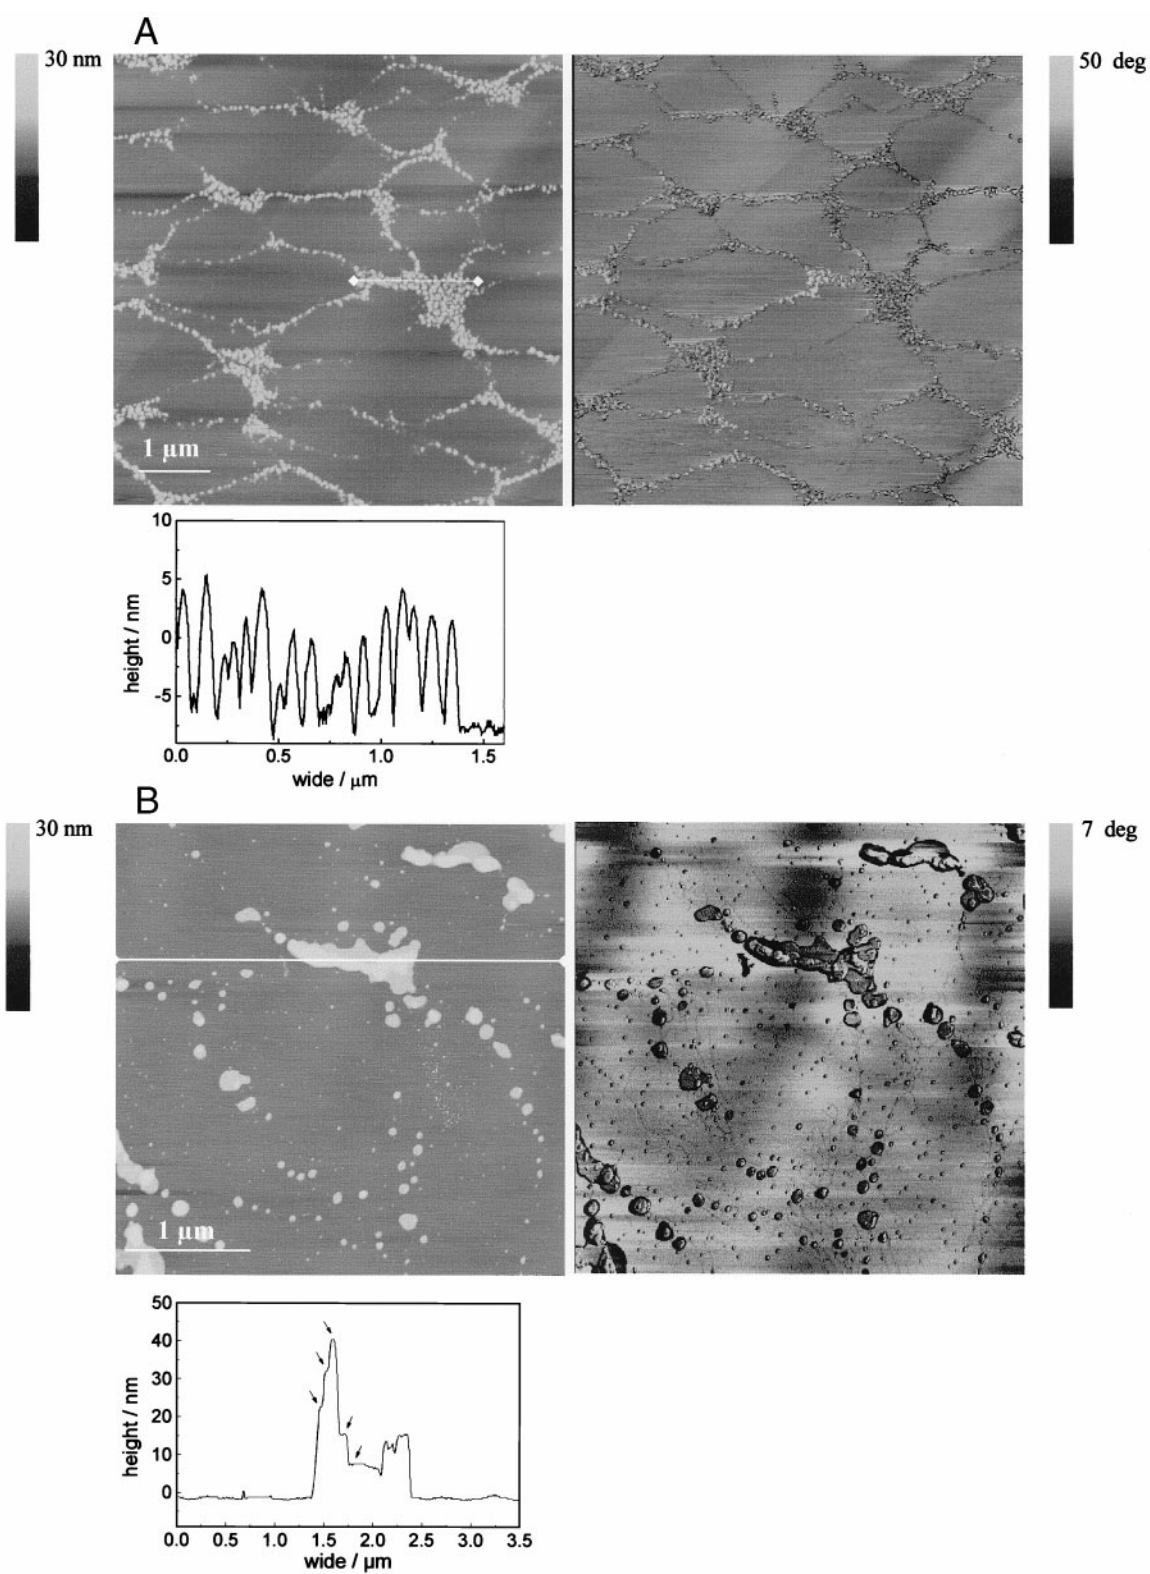 A
30 nm
50 deg
1 μm
10
5
0
-5
height / nm
0.0 0.5 1.0 1.5
wide / μm
B
30 nm
7 deg
1 μm
50
40
30
20
10
0
height / nm
0.0 0.5 1.0 1.5 2.0 2.5 3.0 3.5
wide / μm